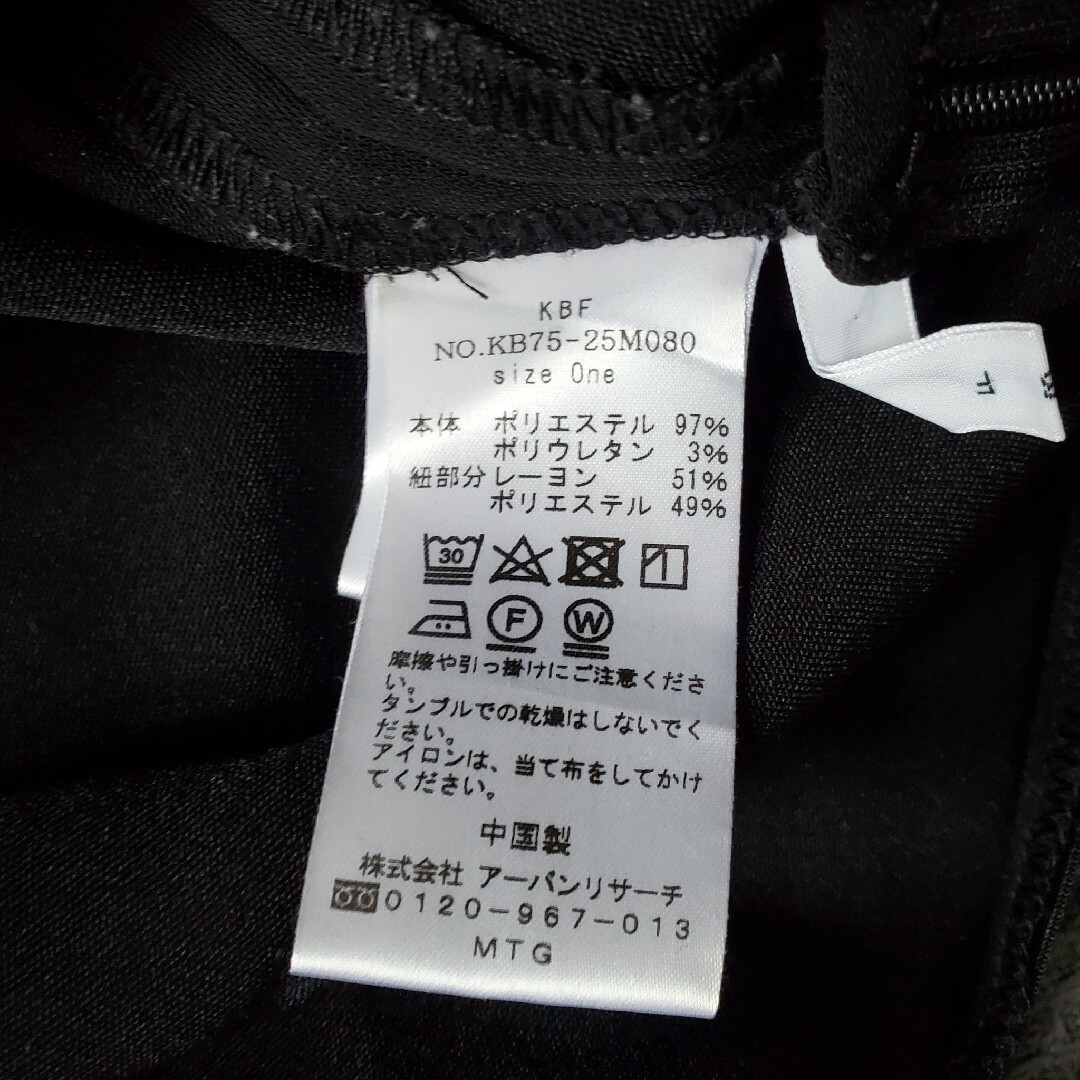 KBF
NO.KB75-25M080
size One
本体 ポリエステル 97%
ポリウレタン 3%
紐部分 レーヨン 51%
ポリエステル 49%
30
F W
摩擦や引っ掛けにご注意くださ
い。
タンブルでの乾燥はしないでく
ださい。
アイロンは、当て布をしてかけ
てください。
中国製
株式会社 アーバンリサーチ
0120-967-013
MTG
F